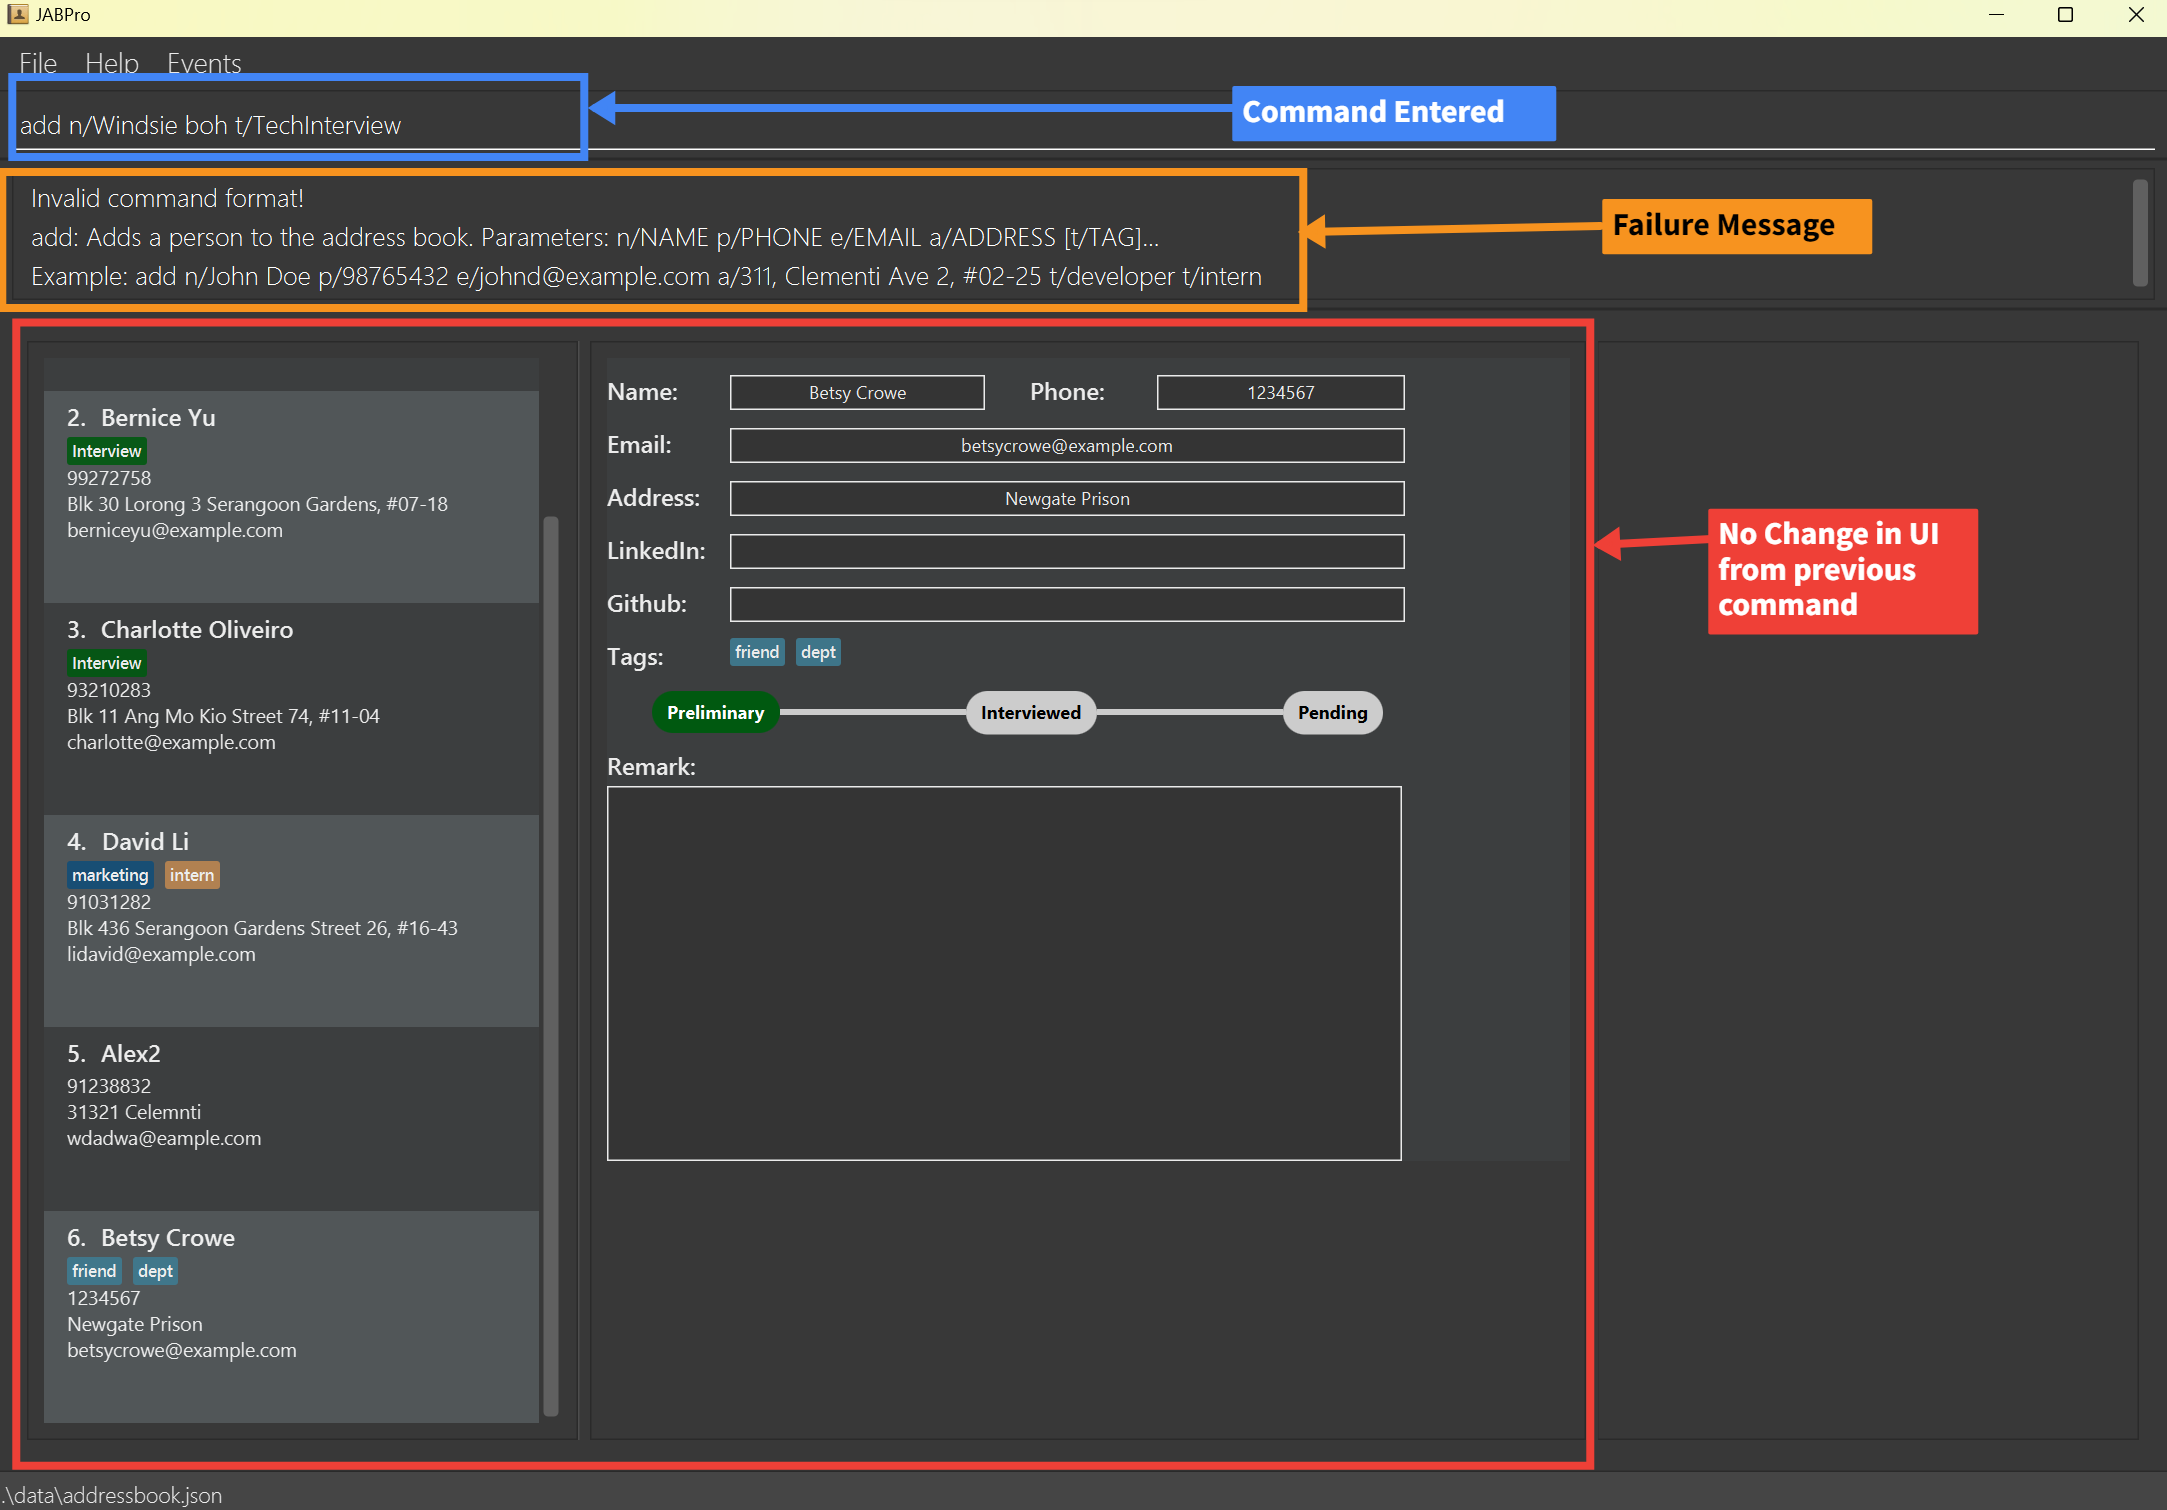 JABPro
File Help Events
add n/Windsie boh t/TechInterview
Command Entered
Invalid command format!
add: Adds a person to the address book. Parameters: n/NAME p/PHONE e/EMAIL a/ADDRESS [t/TAG]...
Example: add n/John Doe p/98765432 e/johnd@example.com a/311, Clementi Ave 2, #02-25 t/developer t/intern
Failure Message
2. Bernice Yu
Interview
99272758
Blk 30 Lorong 3 Serangoon Gardens, #07-18
berniceyu@example.com
3. Charlotte Oliveiro
Interview
93210283
Blk 11 Ang Mo Kio Street 74, #11-04
charlotte@example.com
4. David Li
marketing intern
91031282
Blk 436 Serangoon Gardens Street 26, #16-43
lidavid@example.com
5. Alex2
91238832
31321 Celemnti
wdadwa@eample.com
6. Betsy Crowe
friend dept
1234567
Newgate Prison
betsycrowe@example.com
Name: Betsy Crowe Phone: 1234567
Email: betsycrowe@example.com
Address: Newgate Prison
LinkedIn:
Github:
Tags: friend dept
Preliminary Interviewed Pending
Remark:
No Change in UI
from previous
command
.\data\addressbook.json